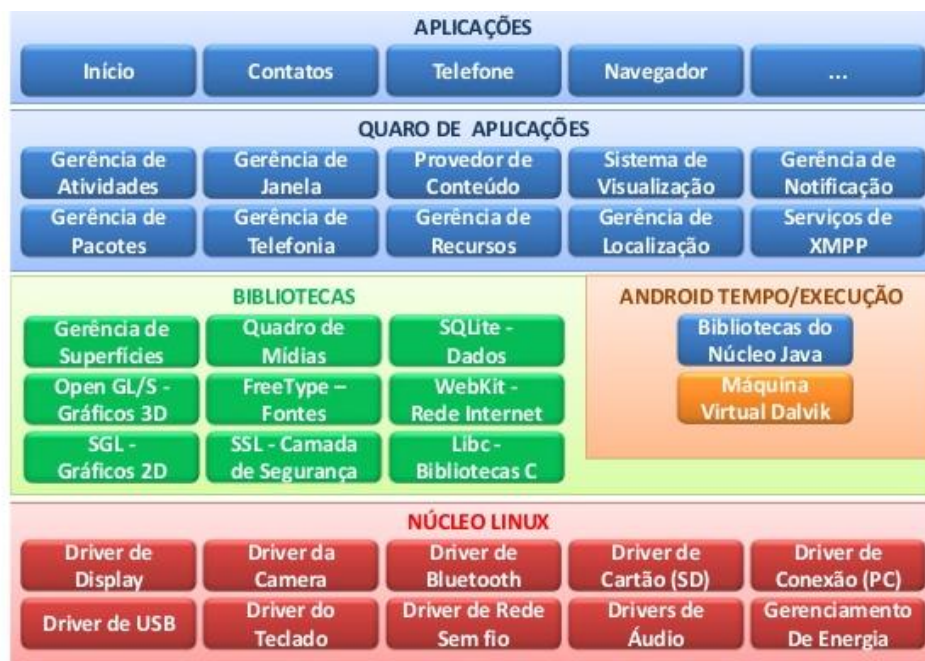 APLICAÇÕES
Início
Contatos
Telefone
Navegador
...
QUARO DE APLICAÇÕES
Gerência de
Atividades
Gerência de
Janela
Provedor de
Conteúdo
Sistema de
Visualização
Gerência de
Notificação
Gerência de
Pacotes
Gerência de
Telefonia
Gerência de
Recursos
Gerência de
Localização
Serviços de
XMPP
BIBLIOTECAS
Gerência de
Superfícies
Quadro de
Mídias
SQLite -
Dados
Open GL/S -
Gráficos 3D
FreeType –
Fontes
WebKit -
Rede Internet
SGL -
Gráficos 2D
SSL - Camada
de Segurança
Libc -
Bibliotecas C
ANDROID TEMPO/EXECUÇÃO
Bibliotecas do
Núcleo Java
Máquina
Virtual Dalvik
NÚCLEO LINUX
Driver de
Display
Driver da
Camera
Driver de
Bluetooth
Driver de
Cartão (SD)
Driver de
Conexão (PC)
Driver de USB
Driver do
Teclado
Driver de Rede
Sem fio
Drivers de
Áudio
Gerenciamento
De Energia